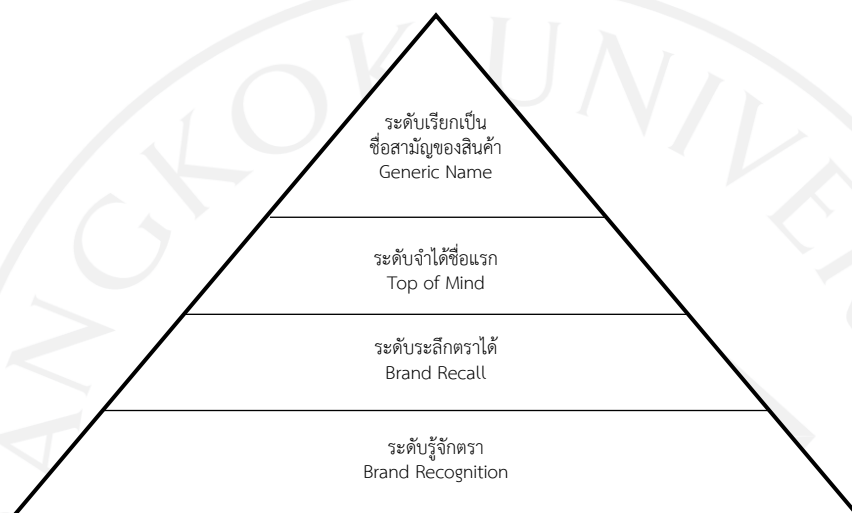 ระดับเรียกเป็น
ชื่อสามัญของสินค้า
Generic Name
ระดับจำได้ชื่อแรก
Top of Mind
ระดับระลึกตราได้
Brand Recall
ระดับรู้จักตรา
Brand Recognition
ANGKOK UNIVER